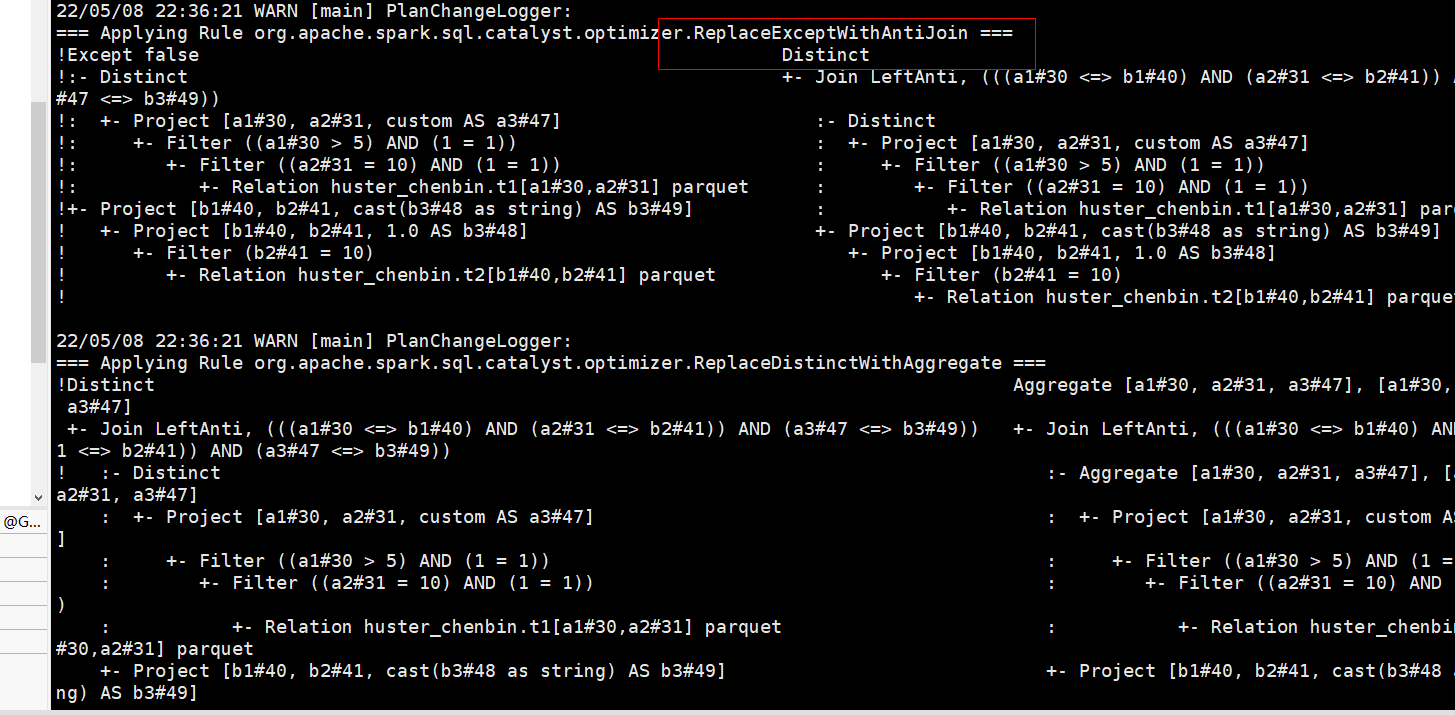 22/05/08 22:36:21 WARN [main] PlanChangeLogger:
=== Applying Rule org.apache.spark.sql.catalyst.optimizer.ReplaceExceptWithAntiJoin ===
!Except false Distinct
!:- Distinct +- Join LeftAnti, (((a1#30 <=> b1#40) AND (a2#31 <=> b2#41))
#47 <=> b3#49))
!: +- Project [a1#30, a2#31, custom AS a3#47] :- Distinct
!: +- Filter ((a1#30 > 5) AND (1 = 1)) : +- Project [a1#30, a2#31, custom AS a3#47]
!: +- Filter ((a2#31 = 10) AND (1 = 1)) : +- Filter ((a1#30 > 5) AND (1 = 1))
!: +- Relation huster_chenbin.t1[a1#30,a2#31] parquet : +- Filter ((a2#31 = 10) AND (1 = 1))
!+- Project [b1#40, b2#41, cast(b3#48 as string) AS b3#49] : +- Relation huster_chenbin.t1[a1#30,a2#31] par
! +- Project [b1#40, b2#41, 1.0 AS b3#48] +- Project [b1#40, b2#41, cast(b3#48 as string) AS b3#49]
! +- Filter (b2#41 = 10) +- Project [b1#40, b2#41, 1.0 AS b3#48]
! +- Relation huster_chenbin.t2[b1#40,b2#41] parquet +- Filter (b2#41 = 10)
! +- Relation huster_chenbin.t2[b1#40,b2#41] parque
22/05/08 22:36:21 WARN [main] PlanChangeLogger:
=== Applying Rule org.apache.spark.sql.catalyst.optimizer.ReplaceDistinctWithAggregate ===
!Distinct Aggregate [a1#30, a2#31, a3#47], [a1#30,
a3#47]
+- Join LeftAnti, (((a1#30 <=> b1#40) AND (a2#31 <=> b2#41)) AND (a3#47 <=> b3#49)) +- Join LeftAnti, (((a1#30 <=> b1#40) AN
1 <=> b2#41)) AND (a3#47 <=> b3#49))
! :- Distinct :- Aggregate [a1#30, a2#31, a3#47], [
a2#31, a3#47]
: +- Project [a1#30, a2#31, custom AS a3#47] : +- Project [a1#30, a2#31, custom A
]
: +- Filter ((a1#30 > 5) AND (1 = 1)) : +- Filter ((a1#30 > 5) AND (1 =
: +- Filter ((a2#31 = 10) AND (1 = 1)) : +- Filter ((a2#31 = 10) AND
)
: +- Relation huster_chenbin.t1[a1#30,a2#31] parquet : +- Relation huster_chenbi
#30,a2#31] parquet
+- Project [b1#40, b2#41, cast(b3#48 as string) AS b3#49] +- Project [b1#40, b2#41, cast(b3#48
ng) AS b3#49]
@G...